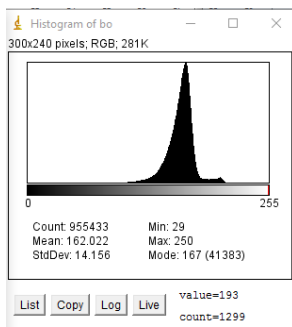 Histogram of bo
300x240 pixels; RGB; 281K
0 255
Count: 955433 Min: 29
Mean: 162.022 Max: 250
StdDev: 14.156 Mode: 167 (41383)
List Copy Log Live value=193
count=1299